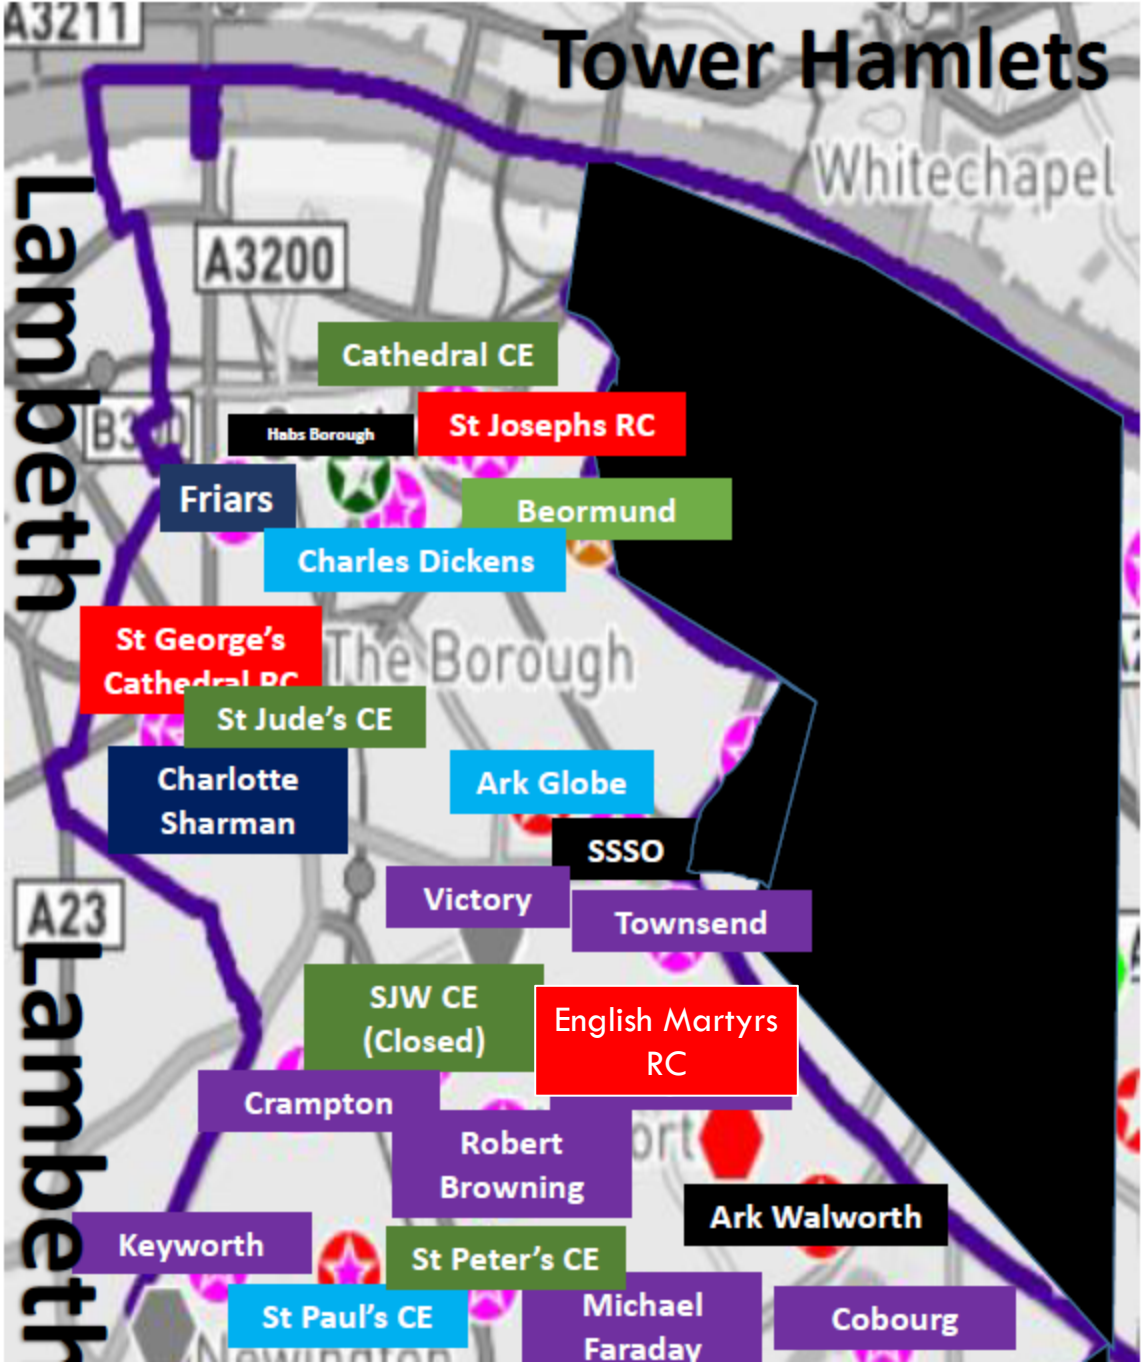 A3211
Tower Hamlets
Whitechapel
Lambeth
A3200
Cathedral CE
St Josephs RC
Habs Borough
Friars
Beormund
Charles Dickens
The Borough
St George's
Cathedral RC
St Jude's CE
Charlotte
Sharman
Ark Globe
SSSO
Victory
Townsend
A23
Lambeth
SJW CE
(Closed)
English Martyrs
RC
Crampton
Robert
Browning
Ark Walworth
Keyworth
St Peter's CE
St Paul's CE
Michael
Faraday
Cobourg
Newington